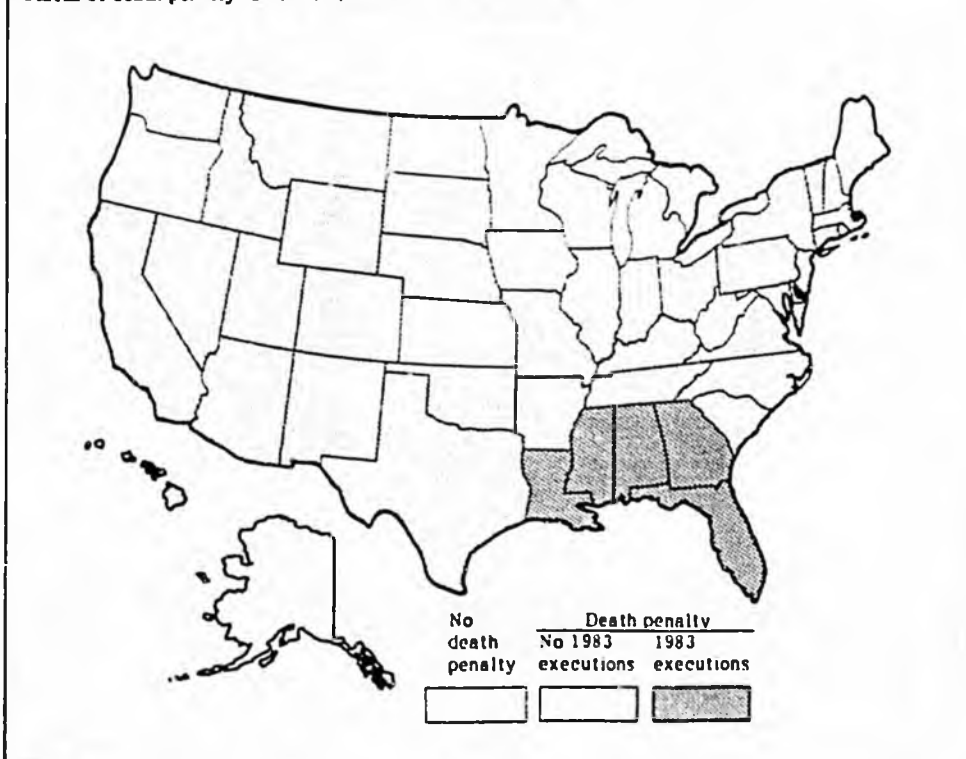 No
death
penalty
Death penalty
No 1983
executions
1983
executions